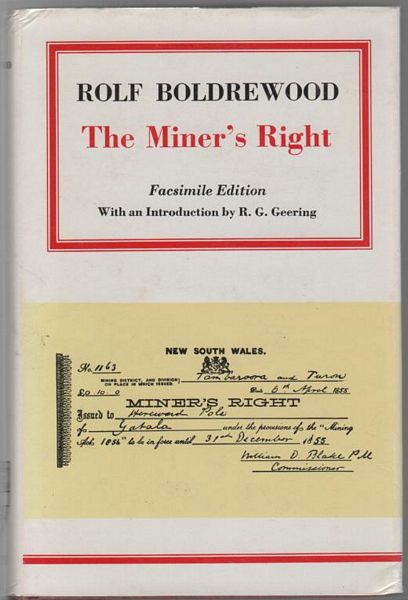 ROLF BOLDREWOOD
The Miner's Right
Facsimile Edition
With an Introduction by R. G. Geering
NEW SOUTH WALES.
No. 1163
MINING DISTRICT, AND DIVISION
OR PLACE IN WHICH ISSUED.
Tambaroora and Turon
£0. 10. 0
6th April 1855
MINER'S RIGHT
Issued to Hereward Pole
of Yatala under the provisions of the "Mining
Act, 1854" to be in force until 31st December 1855.
William D. Blake P.M
Commissioner